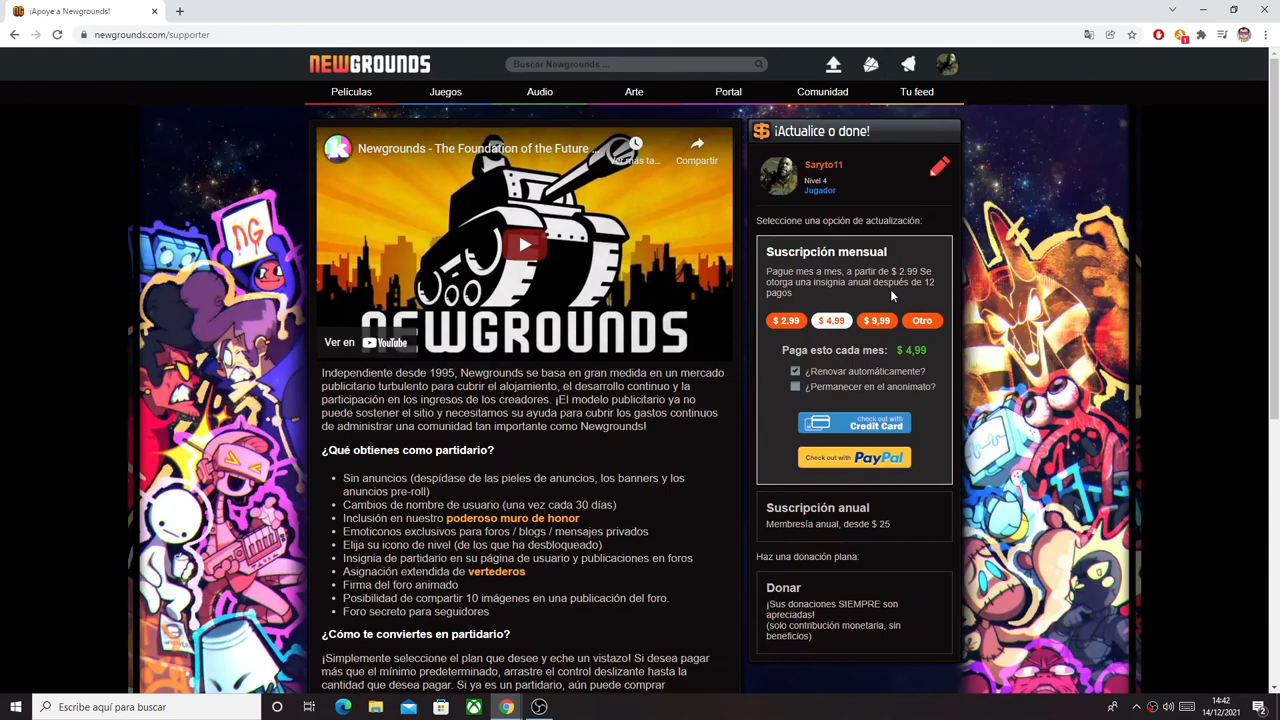 ¡Apoye a Newgrounds!
newgrounds.com/supporter
1
NEWGROUNDS
Buscar Newgrounds ...
Películas
Juegos
Audio
Arte
Portal
Comunidad
Tu feed
Newgrounds - The Foundation of the Future ...
Ver más ta...
Compartir
NEWGROUNDS
Ver en YouTube
NG
Independiente desde 1995, Newgrounds se basa en gran medida en un mercado
publicitario turbulento para cubrir el alojamiento, el desarrollo continuo y la
participación en los ingresos de los creadores. ¡El modelo publicitario ya no
puede sostener el sitio y necesitamos su ayuda para cubrir los gastos continuos
de administrar una comunidad tan importante como Newgrounds!
¿Qué obtienes como partidario?
• Sin anuncios (despídase de las pieles de anuncios, los banners y los
anuncios pre-roll)
• Cambios de nombre de usuario (una vez cada 30 días)
• Inclusión en nuestro poderoso muro de honor
• Emoticonos exclusivos para foros / blogs / mensajes privados
• Elija su icono de nivel (de los que ha desbloqueado)
• Insignia de partidario en su página de usuario y publicaciones en foros
• Asignación extendida de vertederos
• Firma del foro animado
• Posibilidad de compartir 10 imágenes en una publicación del foro.
• Foro secreto para seguidores
¿Cómo te conviertes en partidario?
¡Simplemente seleccione el plan que desee y eche un vistazo! Si desea pagar
más que el mínimo predeterminado, arrastre el control deslizante hasta la
cantidad que desea pagar. Si ya es un partidario, aún puede comprar
¡Actualice o done!
Saryto11
Nivel 4
Jugador
Seleccione una opción de actualización:
Suscripción mensual
Pague mes a mes, a partir de $ 2.99 Se
otorga una insignia anual después de 12
pagos
$ 2.99
$ 4,99
$ 9,99
Otro
Paga esto cada mes: $ 4,99
¿Renovar automáticamente?
¿Permanecer en el anonimato?
Check out with
Credit Card
Check out with PayPal
Suscripción anual
Membresía anual, desde $ 25
Haz una donación plana:
Donar
¡Sus donaciones SIEMPRE son
apreciadas!
(solo contribución monetaria, sin
beneficios)
Escribe aquí para buscar
14:42
14/12/2021
2